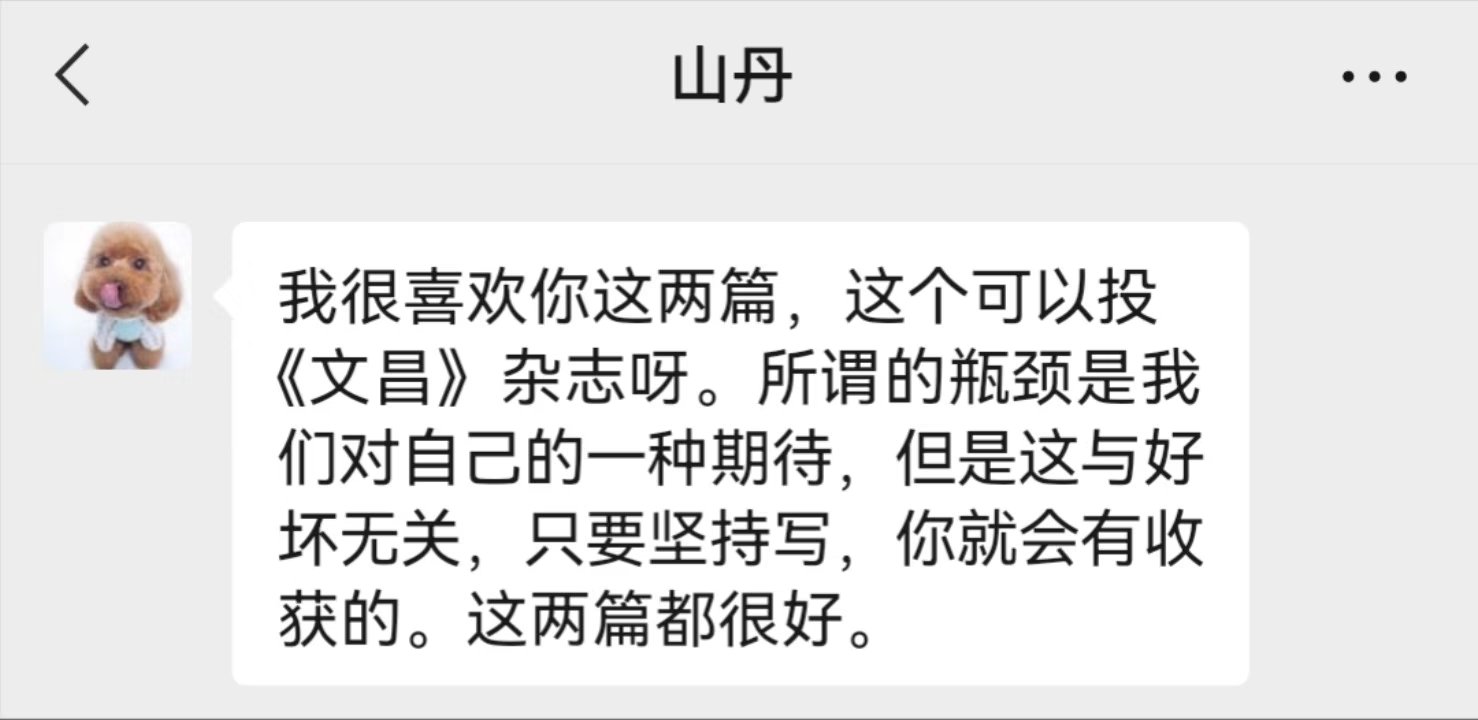 山丹
我很喜欢你这两篇，这个可以投
《文昌》杂志呀。所谓的瓶颈是我
们对自己的一种期待，但是这与好
坏无关，只要坚持写，你就会有收
获的。这两篇都很好。